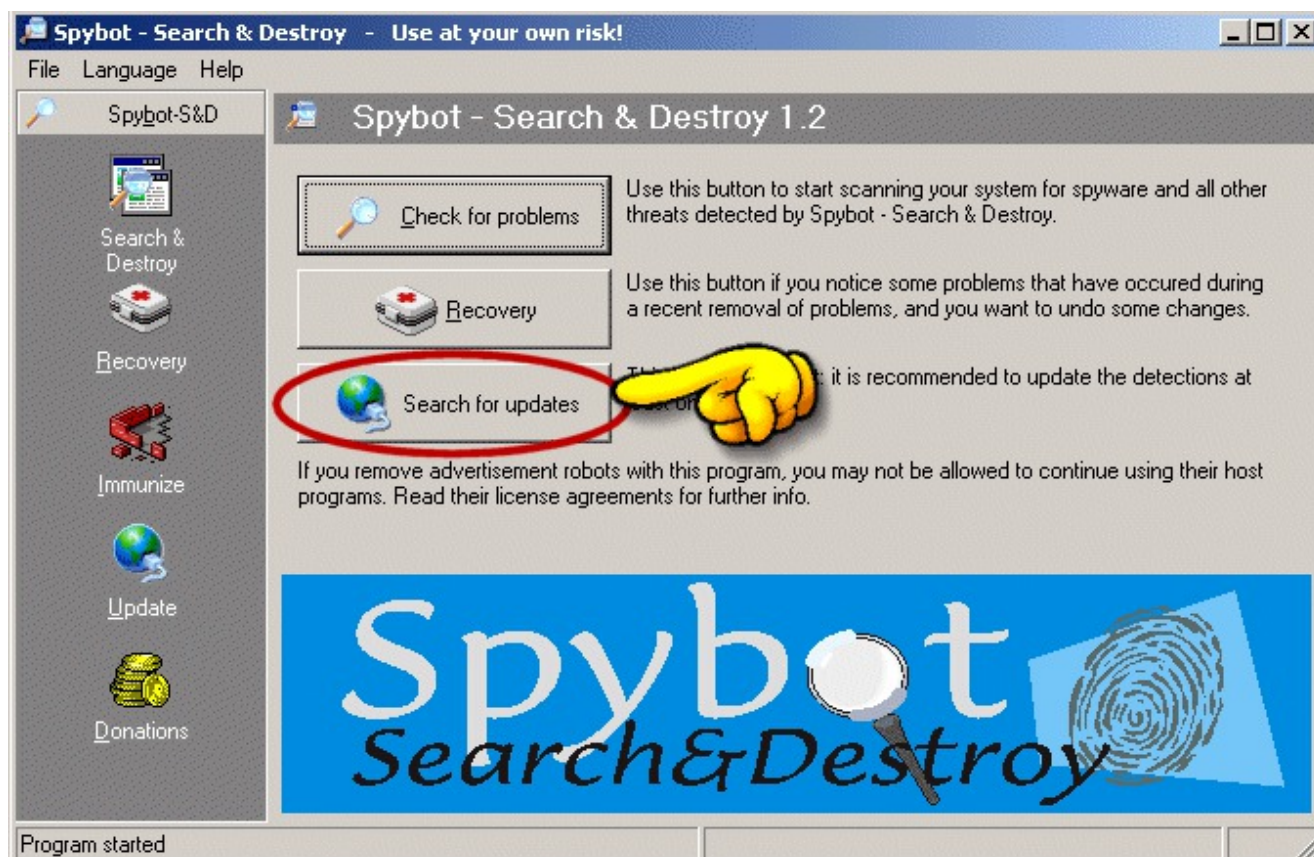 Spybot - Search & Destroy - Use at your own risk!
File Language Help
Spybot-S&D
Search &
Destroy
Recovery
Immunize
Update
Donations
Spybot - Search & Destroy 1.2
Check for problems
Use this button to start scanning your system for spyware and all other
threats detected by Spybot - Search & Destroy.
Recovery
Use this button if you notice some problems that have occured during
a recent removal of problems, and you want to undo some changes.
Search for updates
: it is recommended to update the detections at
If you remove advertisement robots with this program, you may not be allowed to continue using their host
programs. Read their license agreements for further info.
Spybot
Search&Destroy
Program started